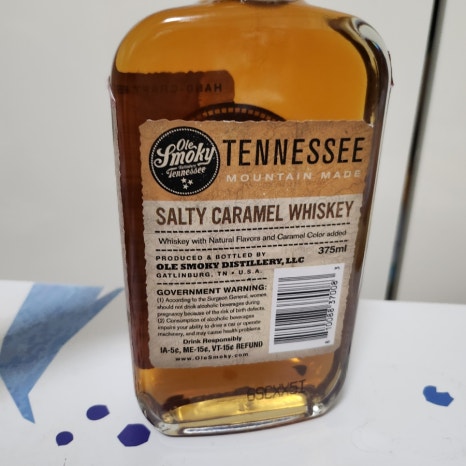 Ole
Smoky
Tennessee
TENNESSEE
MOUNTAIN MADE
SALTY CARAMEL WHISKEY
Whiskey with Natural Flavors and Caramel Color added
375ml
PRODUCED & BOTTLED BY
OLE SMOKY DISTILLERY, LLC
GATLINBURG, TN • U.S.A.
GOVERNMENT WARNING:
(1) According to the Surgeon General, women
should not drink alcoholic beverages during
pregnancy because of the risk of birth defects.
(2) Consumption of alcoholic beverages
impairs your ability to drive a car or operate
machinery, and may cause health problems
Drink Responsibly
IA-5¢, ME-15¢, VT-15¢ REFUND
www.OleSmoky.com